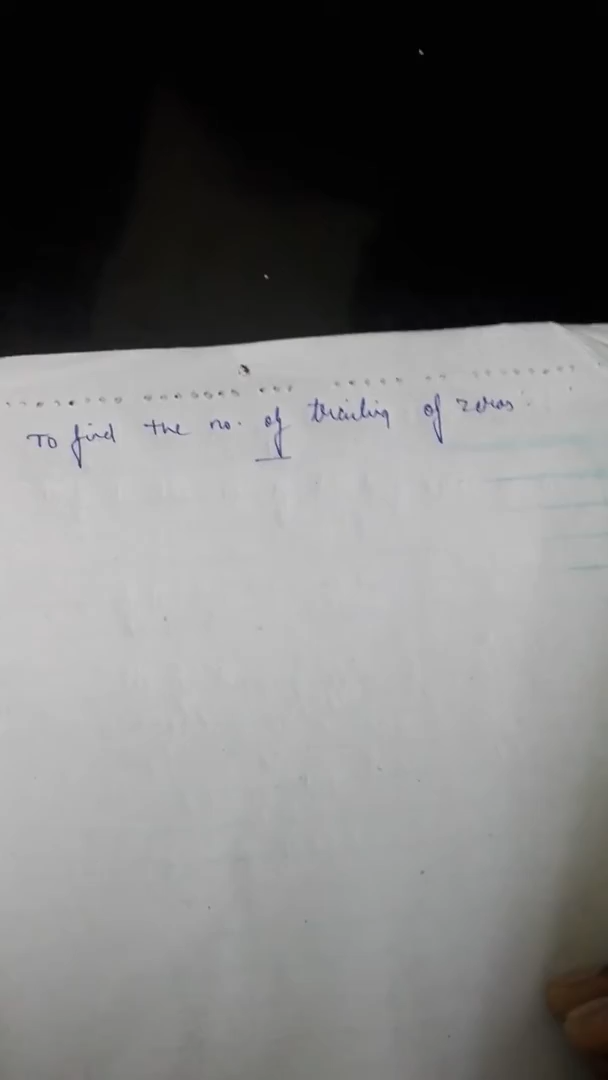 To find the no. of trailing of zeros.